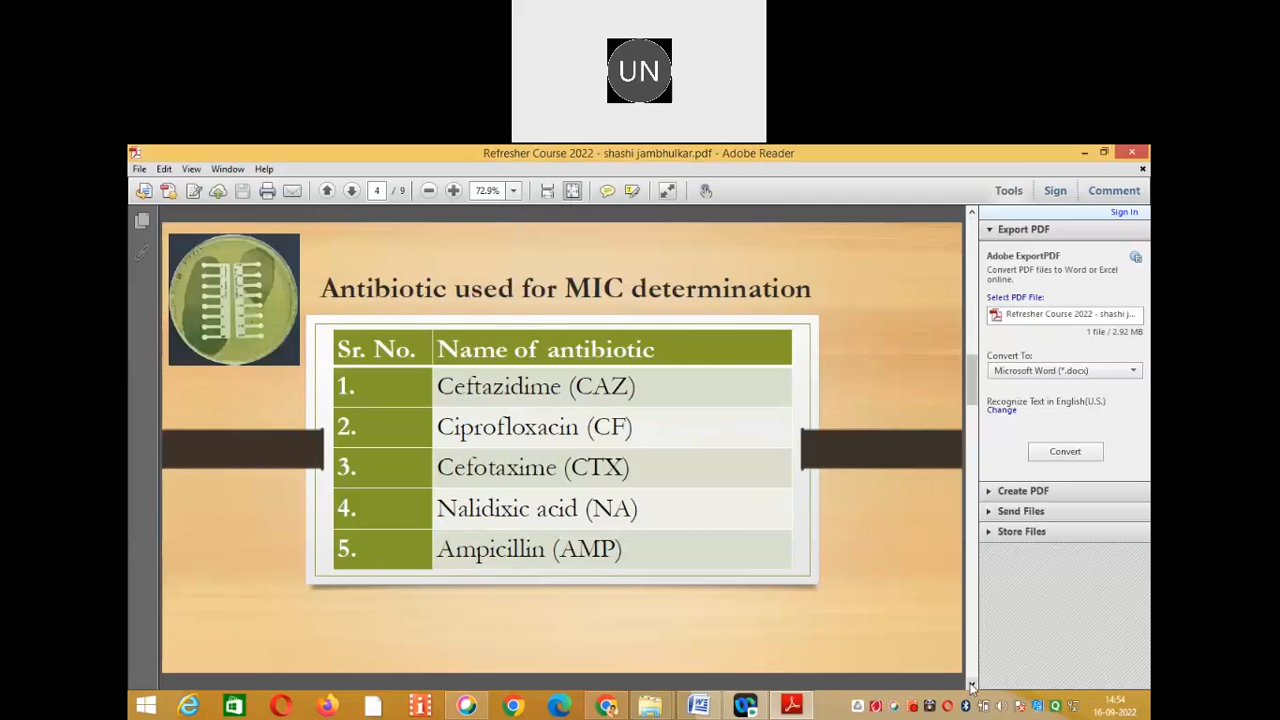 UN
Refresher Course 2022 - shashi jambhulkar.pdf - Adobe Reader
File Edit View Window Help
4 / 9 72.9% Tools Sign Comment
Sign In
Export PDF
Adobe ExportPDF
Convert PDF files to Word or Excel
online.
Select PDF File:
Refresher Course 2022 - shashi j...
1 file / 2.92 MB
Convert To:
Microsoft Word (*.docx)
Recognize Text in English(U.S.)
Change
Convert
Create PDF
Send Files
Store Files
Antibiotic used for MIC determination
Sr. No. Name of antibiotic
1. Ceftazidime (CAZ)
2. Ciprofloxacin (CF)
3. Cefotaxime (CTX)
4. Nalidixic acid (NA)
5. Ampicillin (AMP)
14:54
16-09-2022